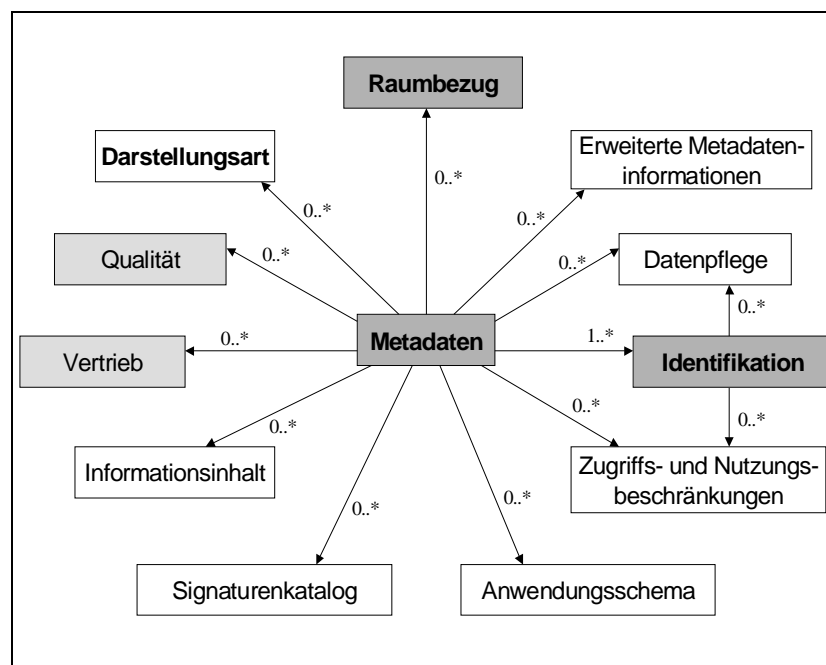 Raumbezug
Darstellungsart
Erweiterte Metadaten-
informationen
0..*
0..*
0..*
Qualität
0..*
0..*
Datenpflege
0..*
Vertrieb
0..*
Metadaten
1..*
Identifikation
0..*
0..*
0..*
Informationsinhalt
Zugriffs- und Nutzungs-
beschränkungen
0..*
0..*
Signaturenkatalog
Anwendungsschema